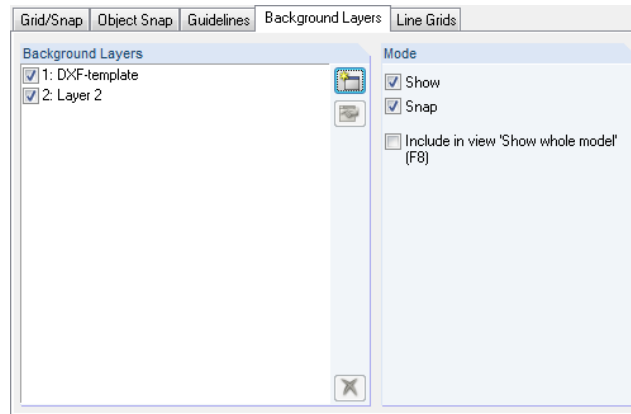 Grid/Snap Object Snap Guidelines Background Layers Line Grids
Background Layers
1: DXF-template
2: Layer 2
Mode
Show
Snap
Include in view 'Show whole model'
(F8)